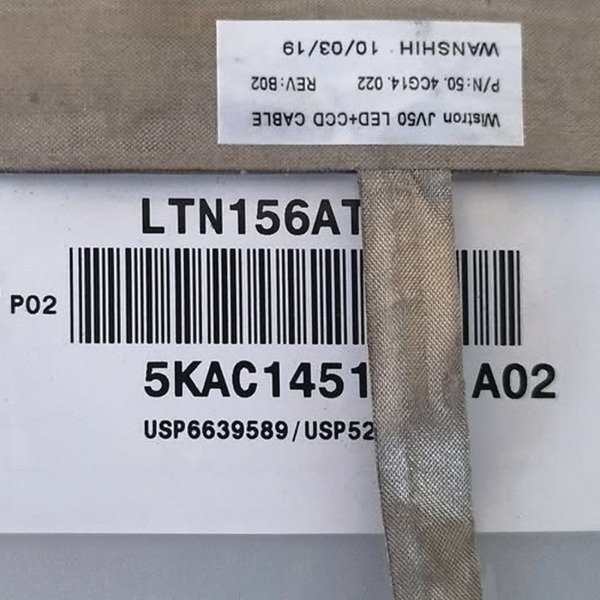 Wistron JV50 LED+CCD CABLE
P/N:50.4CG14.022 REV:B02
WANSHIH 10/03/19
LTN156AT
P02
5KAC1451 A02
USP6639589/USP52